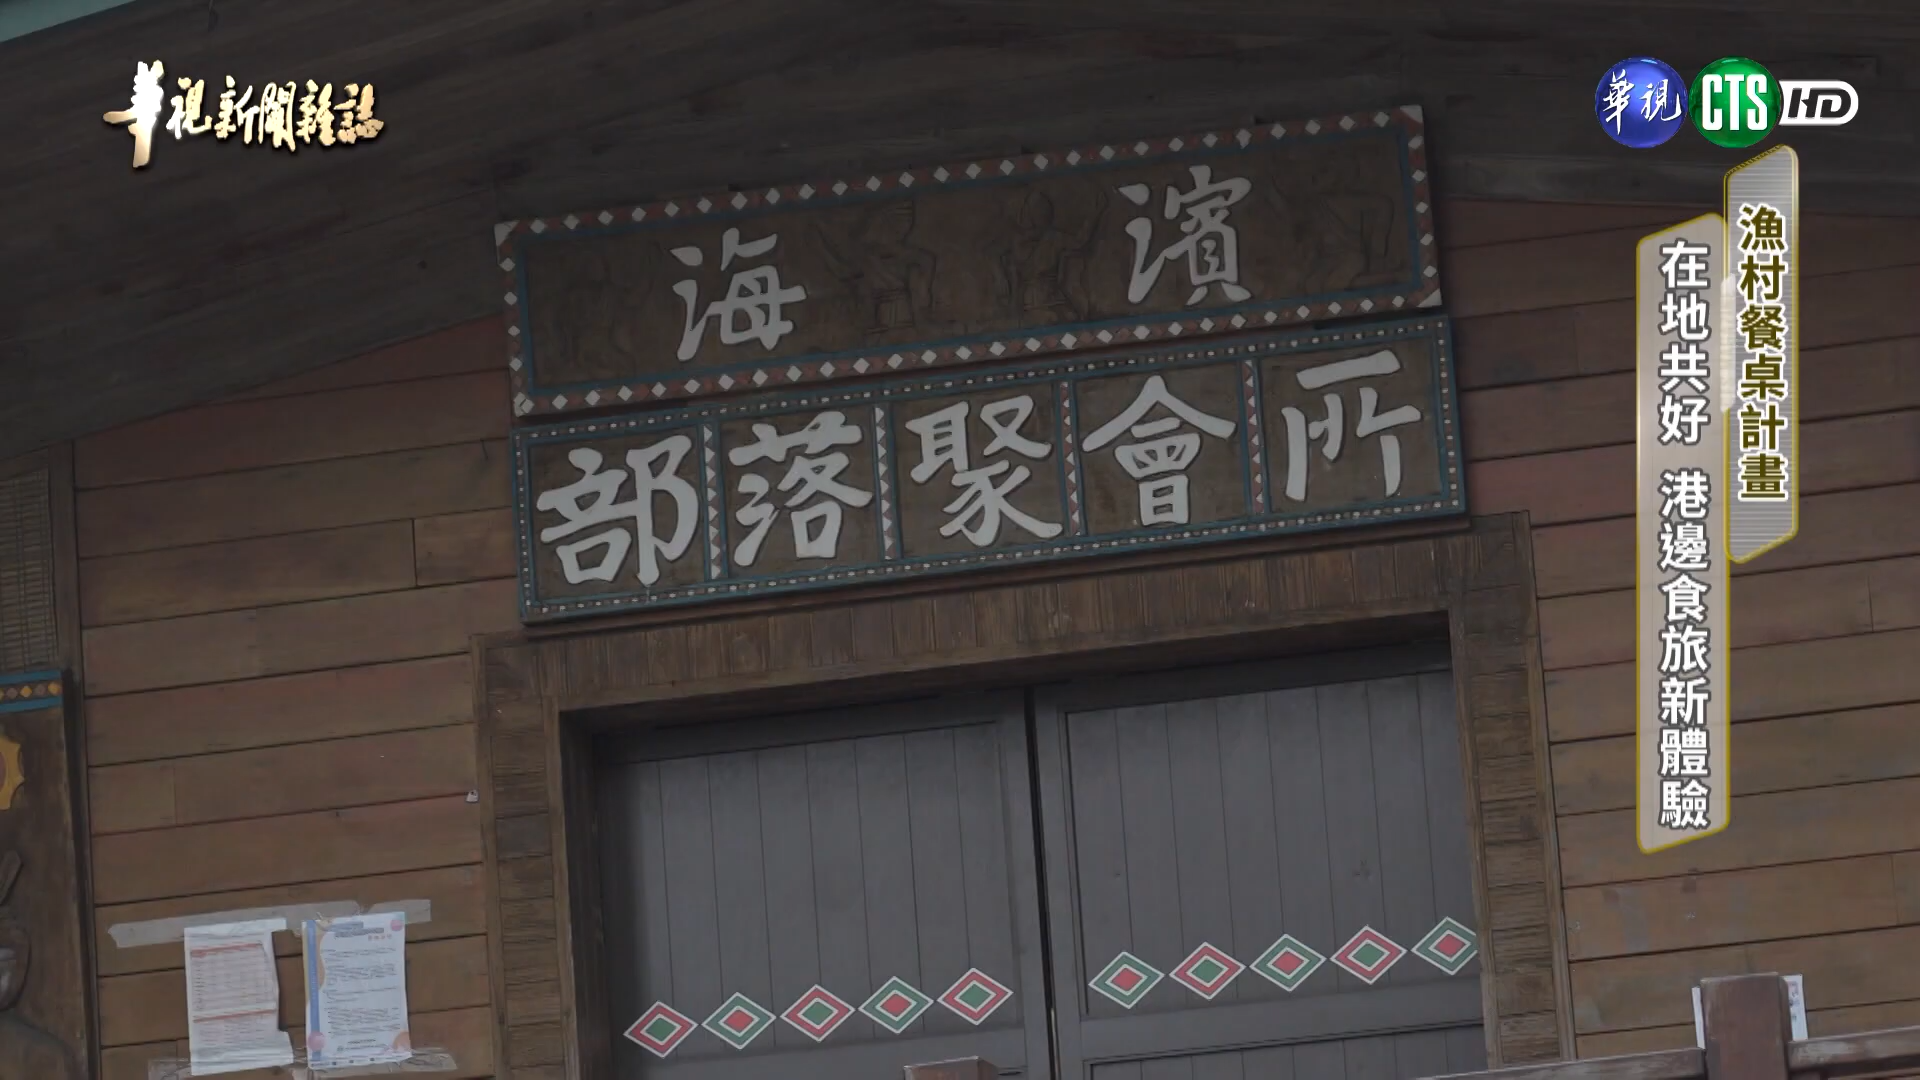 華視新聞雜誌
華視 CTS HD
海濱
部落聚會所
漁村餐桌計畫
在地共好 港邊食旅新體驗